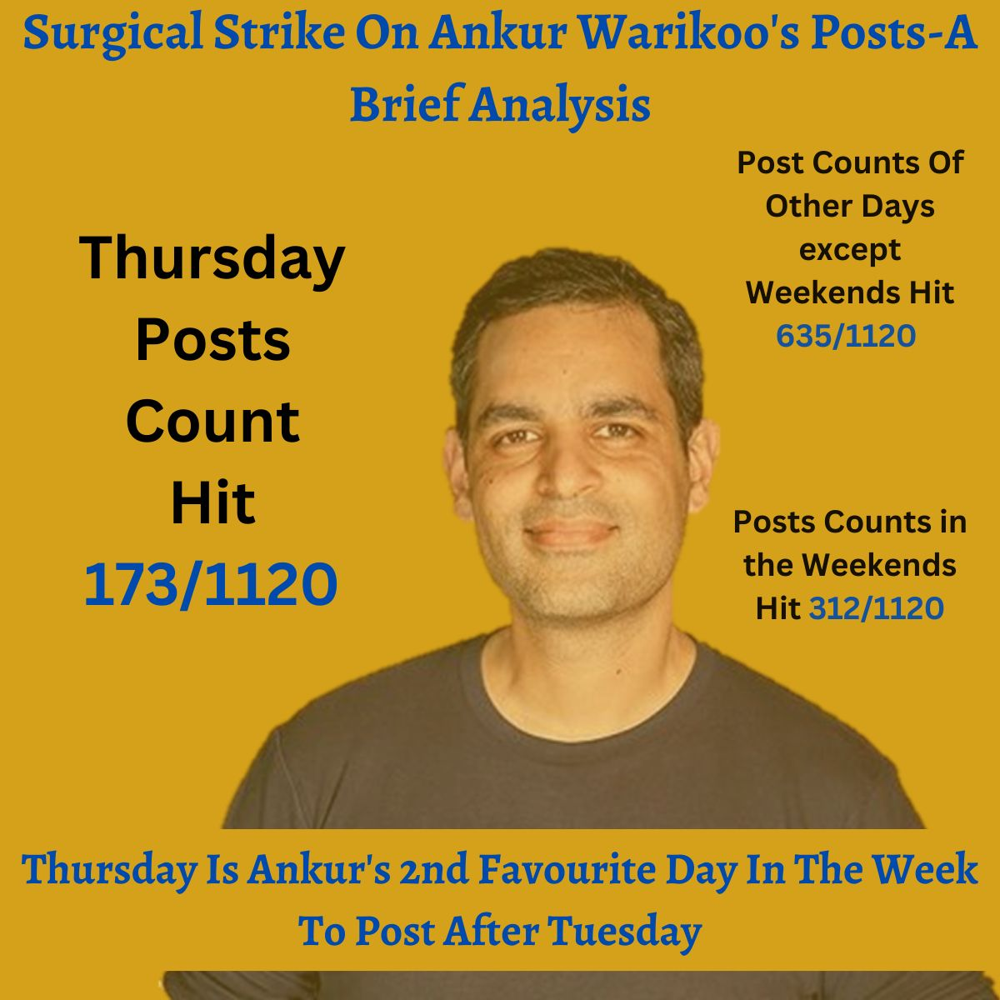 Surgical Strike On Ankur Warikoo's Posts-A
Brief Analysis
Thursday
Posts
Count
Hit
173/1120
Post Counts Of
Other Days
except
Weekends Hit
635/1120
Posts Counts in
the Weekends
Hit 312/1120
Thursday Is Ankur's 2nd Favourite Day In The Week
To Post After Tuesday